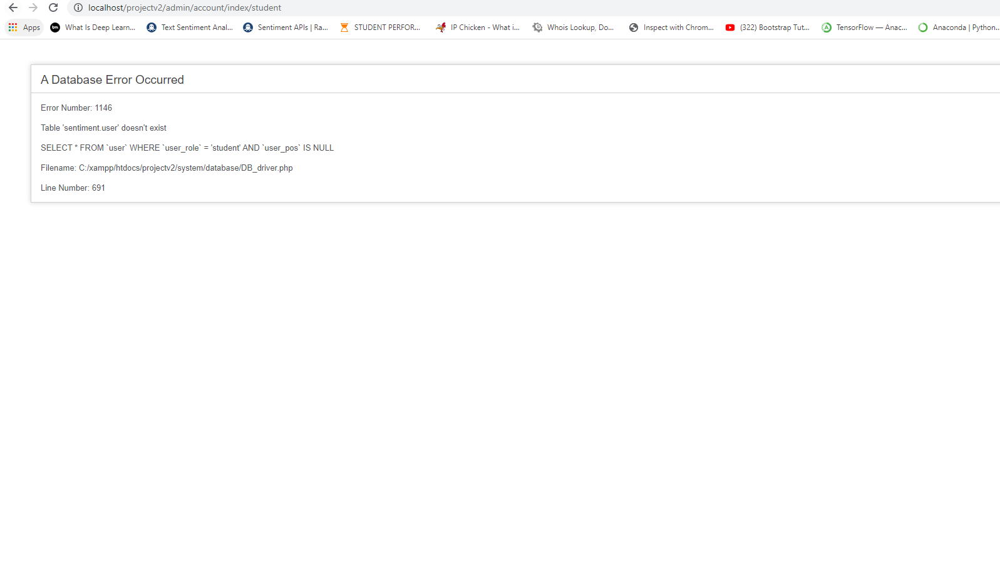 localhost/projectv2/admin/account/index/student
Apps What Is Deep Learn... Text Sentiment Anal... Sentiment APIs | Ra... STUDENT PERFOR... IP Chicken - What i... Whois Lookup, Do... Inspect with Chrom... (322) Bootstrap Tut... TensorFlow — Anac... Anaconda | Python...
A Database Error Occurred
Error Number: 1146
Table 'sentiment.user' doesn't exist
SELECT * FROM `user` WHERE `user_role` = 'student' AND `user_pos` IS NULL
Filename: C:/xampp/htdocs/projectv2/system/database/DB_driver.php
Line Number: 691